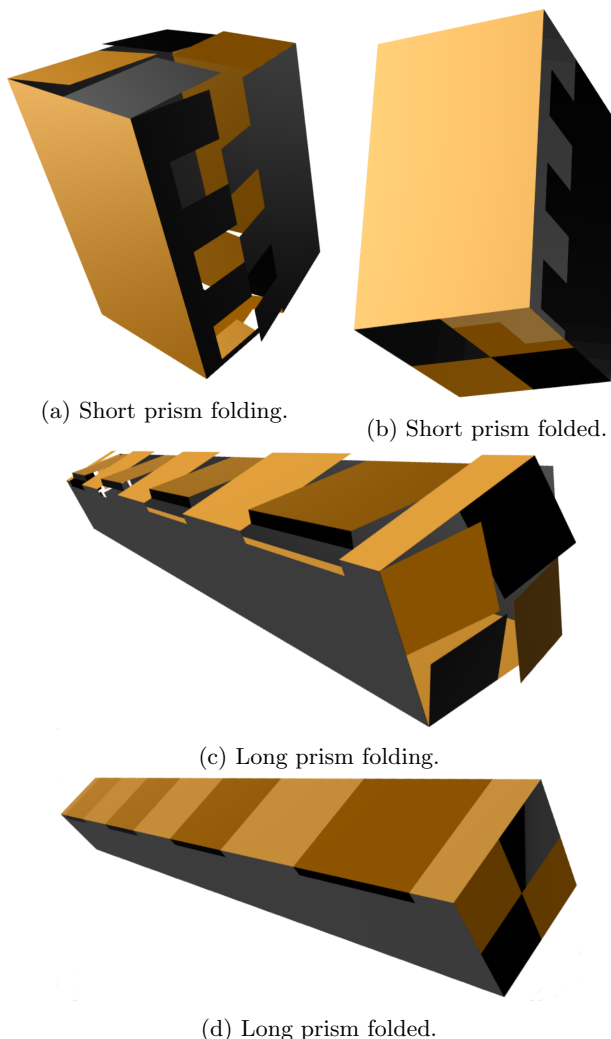 (a) Short prism folding.
(b) Short prism folded.
(c) Long prism folding.
(d) Long prism folded.